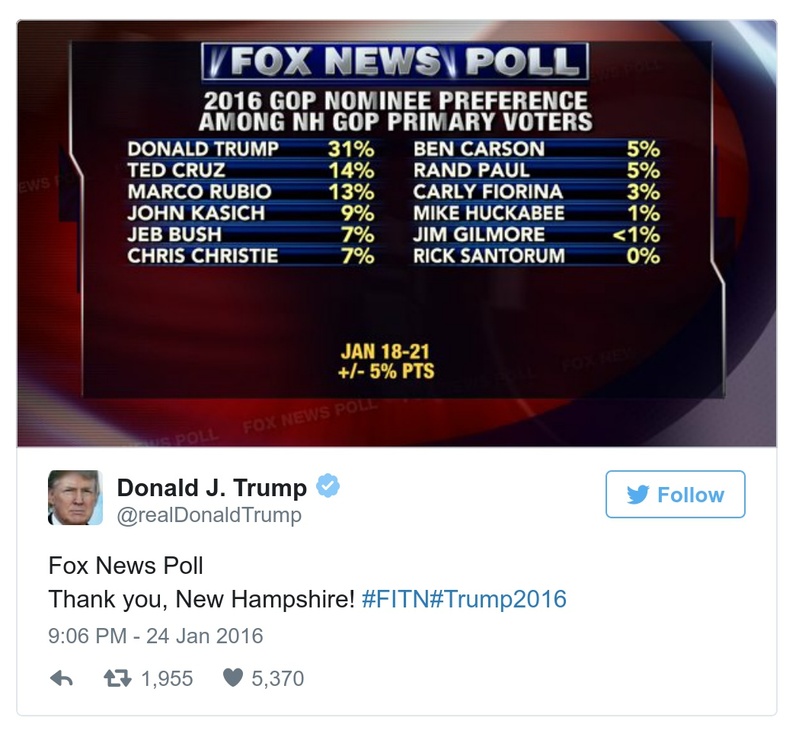 FOX NEWS POLL
2016 GOP NOMINEE PREFERENCE
AMONG NH GOP PRIMARY VOTERS
DONALD TRUMP 31% BEN CARSON 5%
TED CRUZ 14% RAND PAUL 5%
MARCO RUBIO 13% CARLY FIORINA 3%
JOHN KASICH 9% MIKE HUCKABEE 1%
JEB BUSH 7% JIM GILMORE <1%
CHRIS CHRISTIE 7% RICK SANTORUM 0%
JAN 18-21
+/- 5% PTS
FOX NEWS POLL
Donald J. Trump
@realDonaldTrump
Follow
Fox News Poll
Thank you, New Hampshire! #FITN#Trump2016
9:06 PM - 24 Jan 2016
1,955 5,370